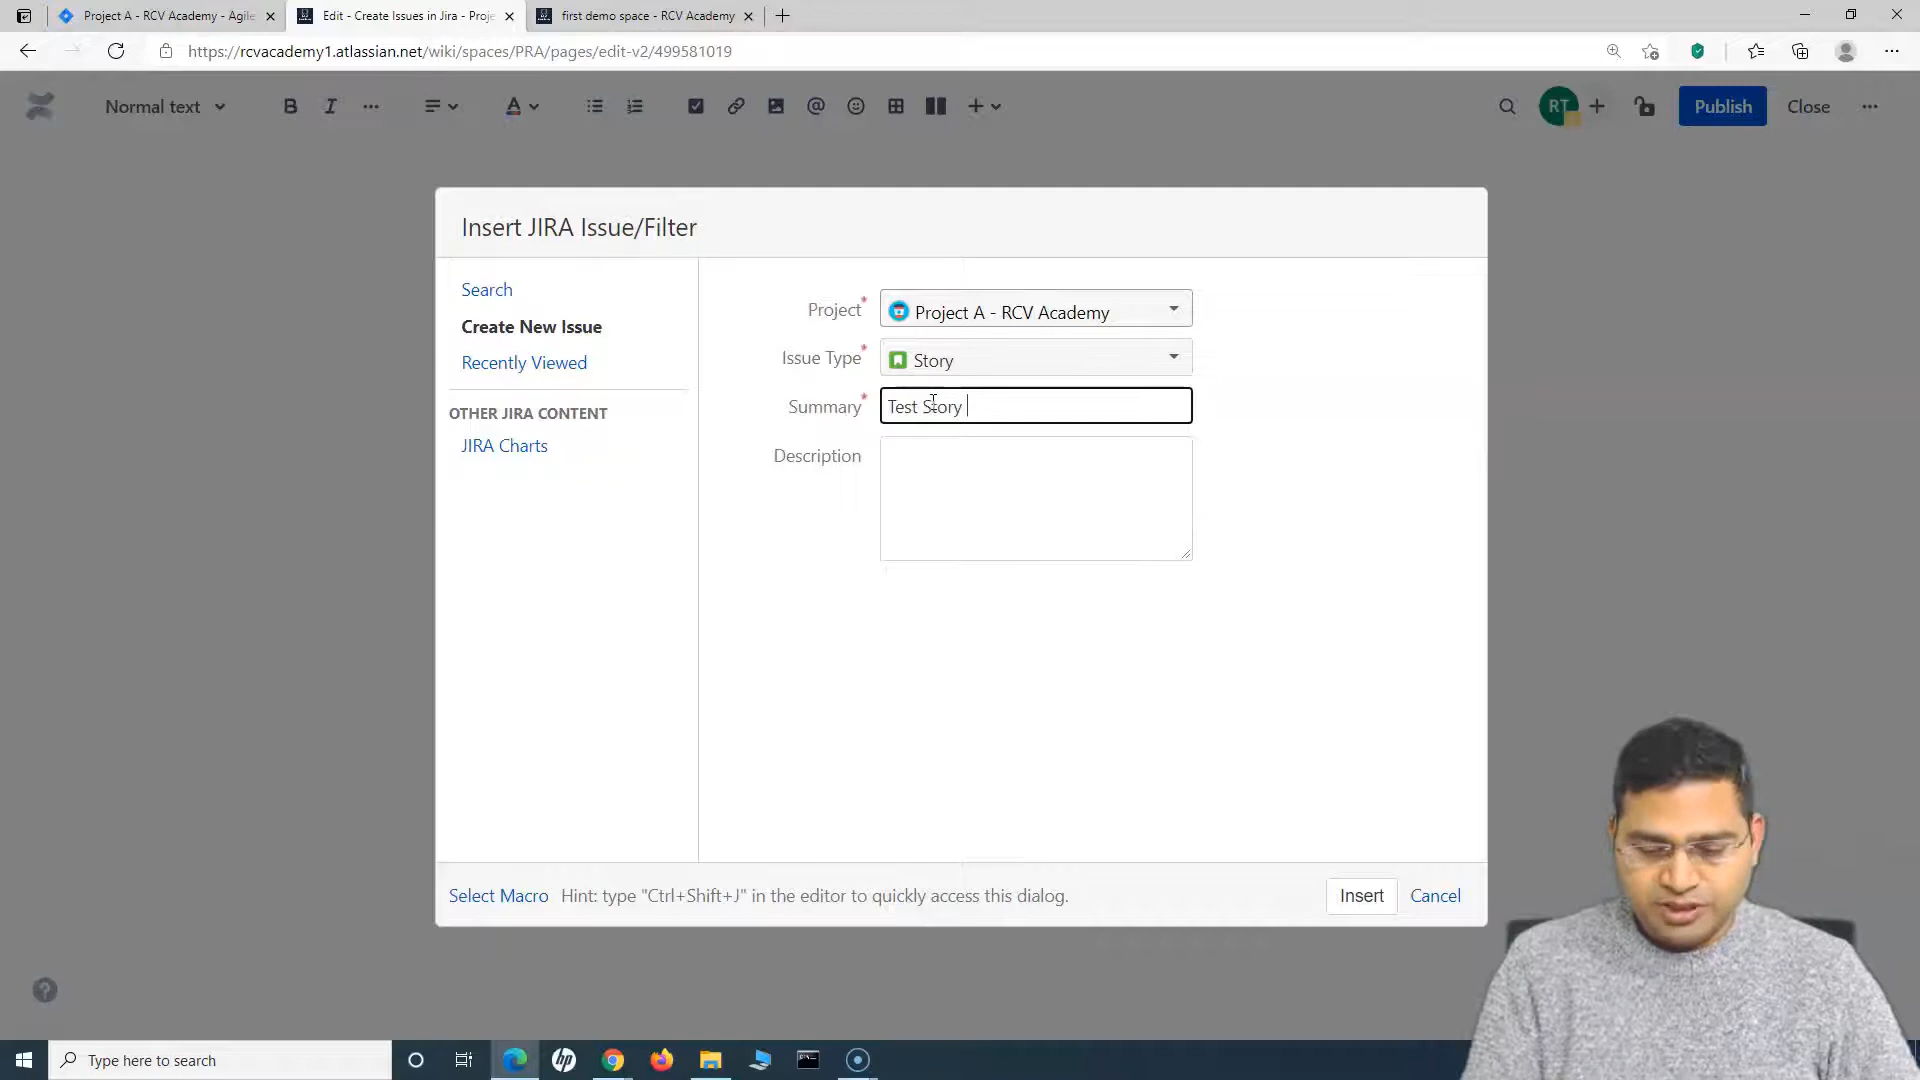 Project A - RCV Academy - Agile
Edit - Create Issues in Jira - Proje
first demo space - RCV Academy
https://rcvacademy1.atlassian.net/wiki/spaces/PRA/pages/edit-v2/499581019
Normal text
RT
Publish
Close
Insert JIRA Issue/Filter
Search
Create New Issue
Recently Viewed
OTHER JIRA CONTENT
JIRA Charts
Project*
Project A - RCV Academy
Issue Type*
Story
Summary*
Test Story
Description
Select Macro
Hint: type "Ctrl+Shift+J" in the editor to quickly access this dialog.
Insert
Cancel
Type here to search
hp